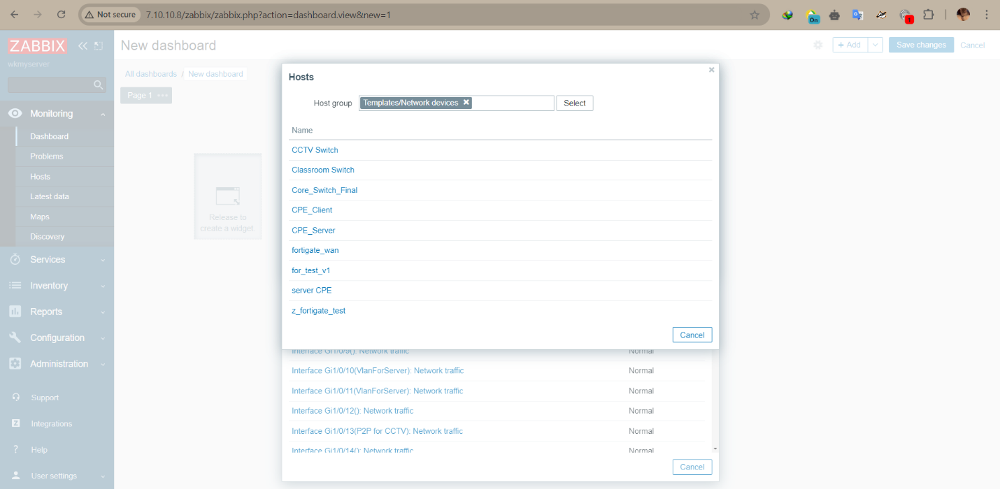 Not secure
7.10.10.8/zabbix/zabbix.php?action=dashboard.view&new=1
On
1
ZABBIX
wkmyserver
New dashboard
+ Add
Save changes
Cancel
All dashboards / New dashboard
Page 1
Monitoring
Dashboard
Problems
Hosts
Latest data
Maps
Discovery
Services
Inventory
Reports
Configuration
Administration
Support
Integrations
Help
User settings
Release to
create a widget.
Hosts
Host group
Templates/Network devices
Select
Name
CCTV Switch
Classroom Switch
Core_Switch_Final
CPE_Client
CPE_Server
fortigate_wan
for_test_v1
server CPE
z_fortigate_test
Cancel
Interface Gi1/0/9(): Network traffic Normal
Interface Gi1/0/10(VlanForServer): Network traffic Normal
Interface Gi1/0/11(VlanForServer): Network traffic Normal
Interface Gi1/0/12(): Network traffic Normal
Interface Gi1/0/13(P2P for CCTV): Network traffic Normal
Interface Gi1/0/14(): Network traffic Normal
Cancel